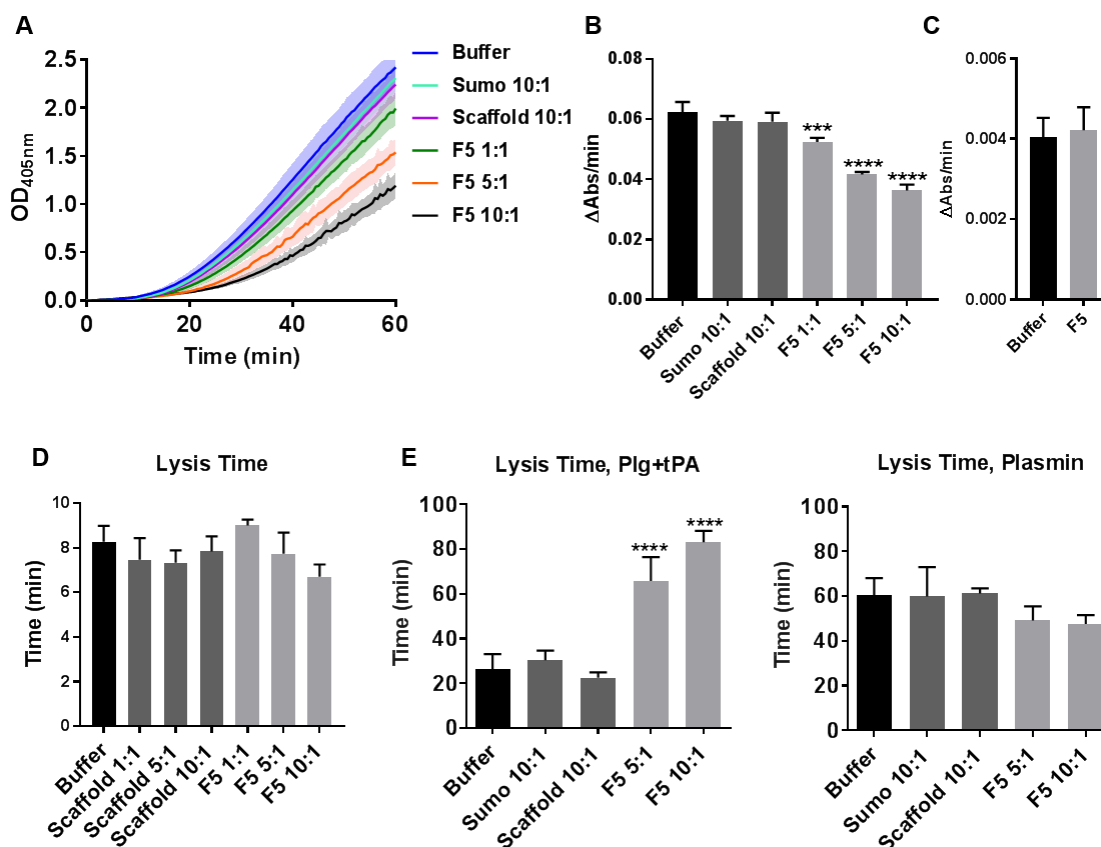 A
OD405nm
2.5
2.0
1.5
1.0
0.5
0.0
0
20
40
60
Time (min)
Buffer
Sumo 10:1
Scaffold 10:1
F5 1:1
F5 5:1
F5 10:1
B
ΔAbs/min
0.08
0.06
0.04
0.02
0.00
***
****
****
Buffer
Sumo 10:1
Scaffold 10:1
F5 1:1
F5 5:1
F5 10:1
C
ΔAbs/min
0.006
0.004
0.002
0.000
Buffer
F5
D
Lysis Time
Time (min)
10
8
6
4
2
0
Buffer
Scaffold 1:1
Scaffold 5:1
Scaffold 10:1
F5 1:1
F5 5:1
F5 10:1
E
Lysis Time, Plg+tPA
Time (min)
100
80
60
40
20
0
****
****
Buffer
Sumo 10:1
Scaffold 10:1
F5 5:1
F5 10:1
Lysis Time, Plasmin
Time (min)
100
80
60
40
20
0
Buffer
Sumo 10:1
Scaffold 10:1
F5 5:1
F5 10:1